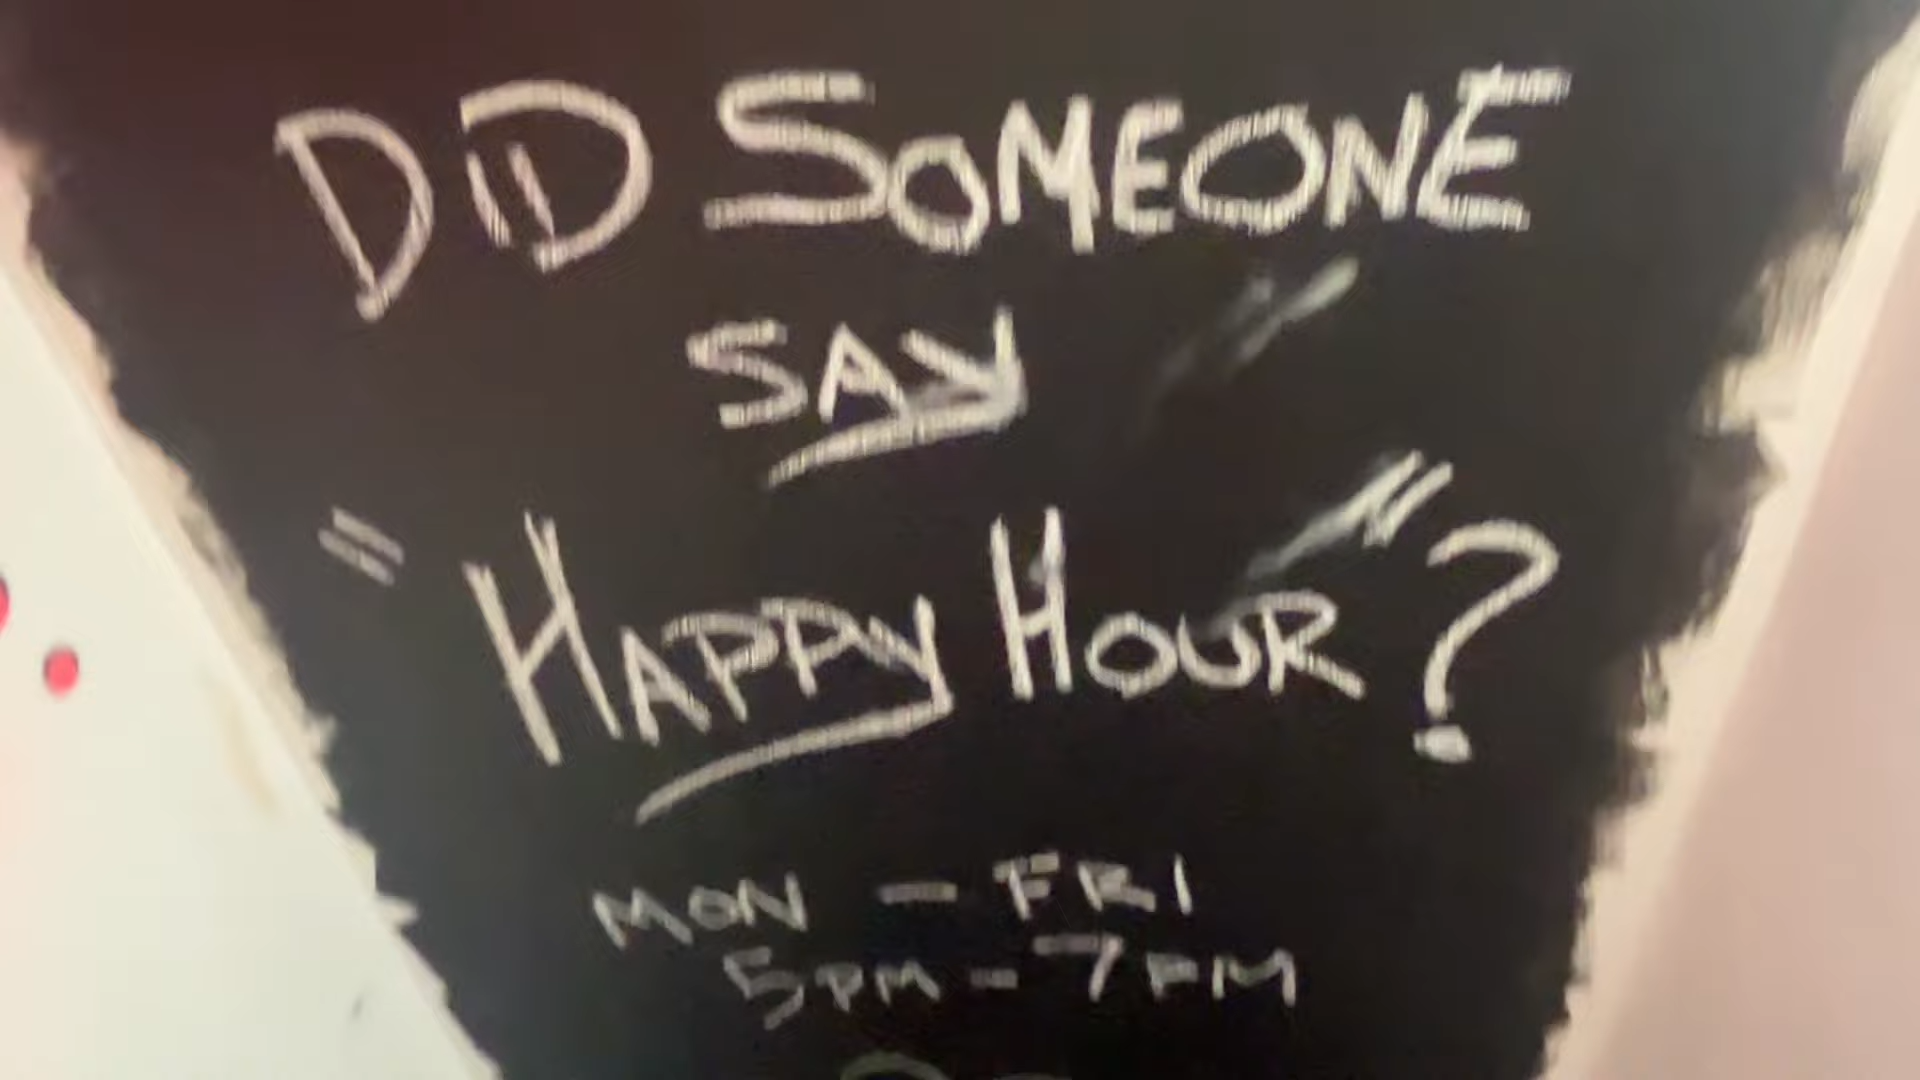 DID SOMEONE
SAY
"HAPPY HOUR"?
MON - FRI
5PM - 7PM